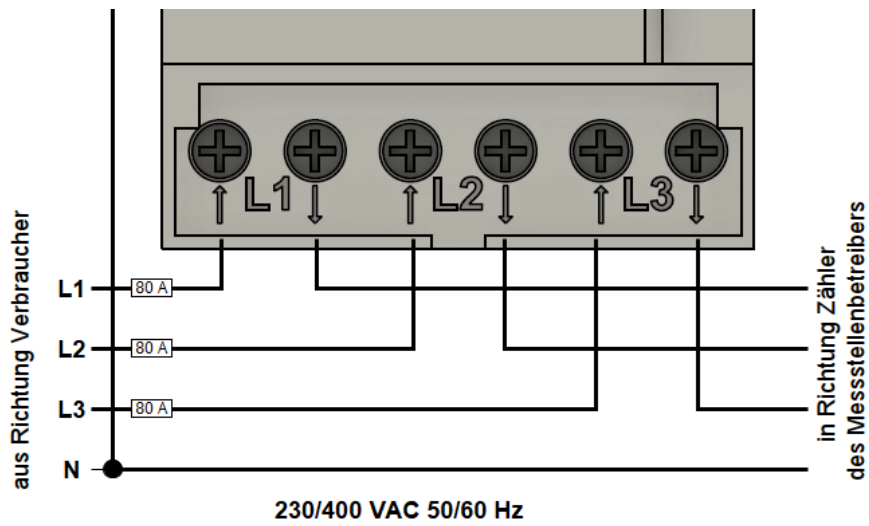 L1 L2 L3
aus Richtung Verbraucher
L1 80 A
L2 80 A
L3 80 A
N
in Richtung Zähler
des Messstellenbetreibers
230/400 VAC 50/60 Hz